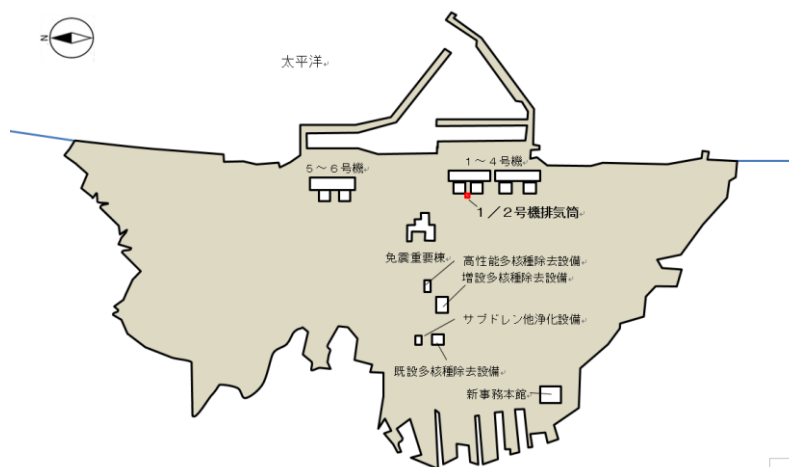 N
太平洋
5～6号機
1～4号機
1／2号機排気筒
免震重要棟
高性能多核種除去設備
増設多核種除去設備
サブドレン他浄化設備
既設多核種除去設備
新事務本館